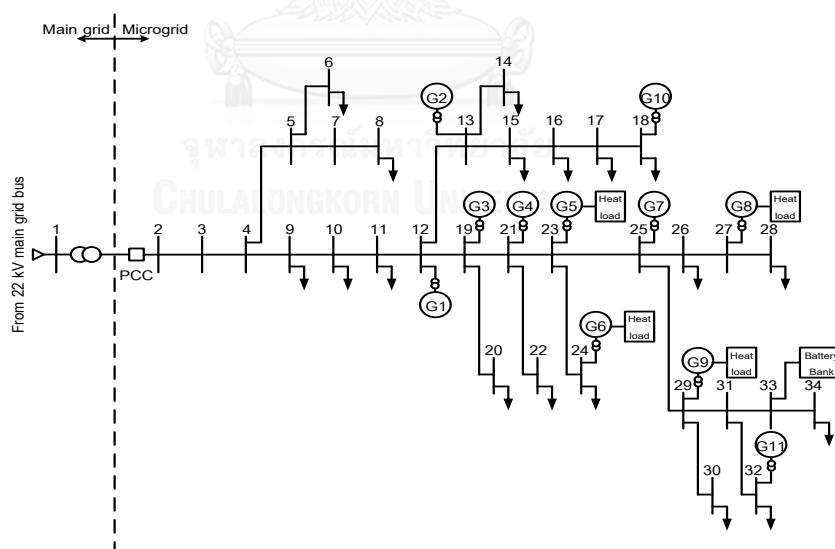 Main grid
Microgrid
6
14
G2
G10
5
7
8
13
15
16
17
18
จุฬาลงกรณ์มหาวิทยาลัย
CHULALONGKORN UNIVERSITY
G3
G4
G5
Heat load
G7
G8
Heat load
1
2
3
4
9
10
11
12
19
21
23
25
26
27
28
From 22 kV main grid bus
PCC
G1
G6
Heat load
20
22
24
G9
Heat load
Battery Bank
29
31
33
34
G11
30
32